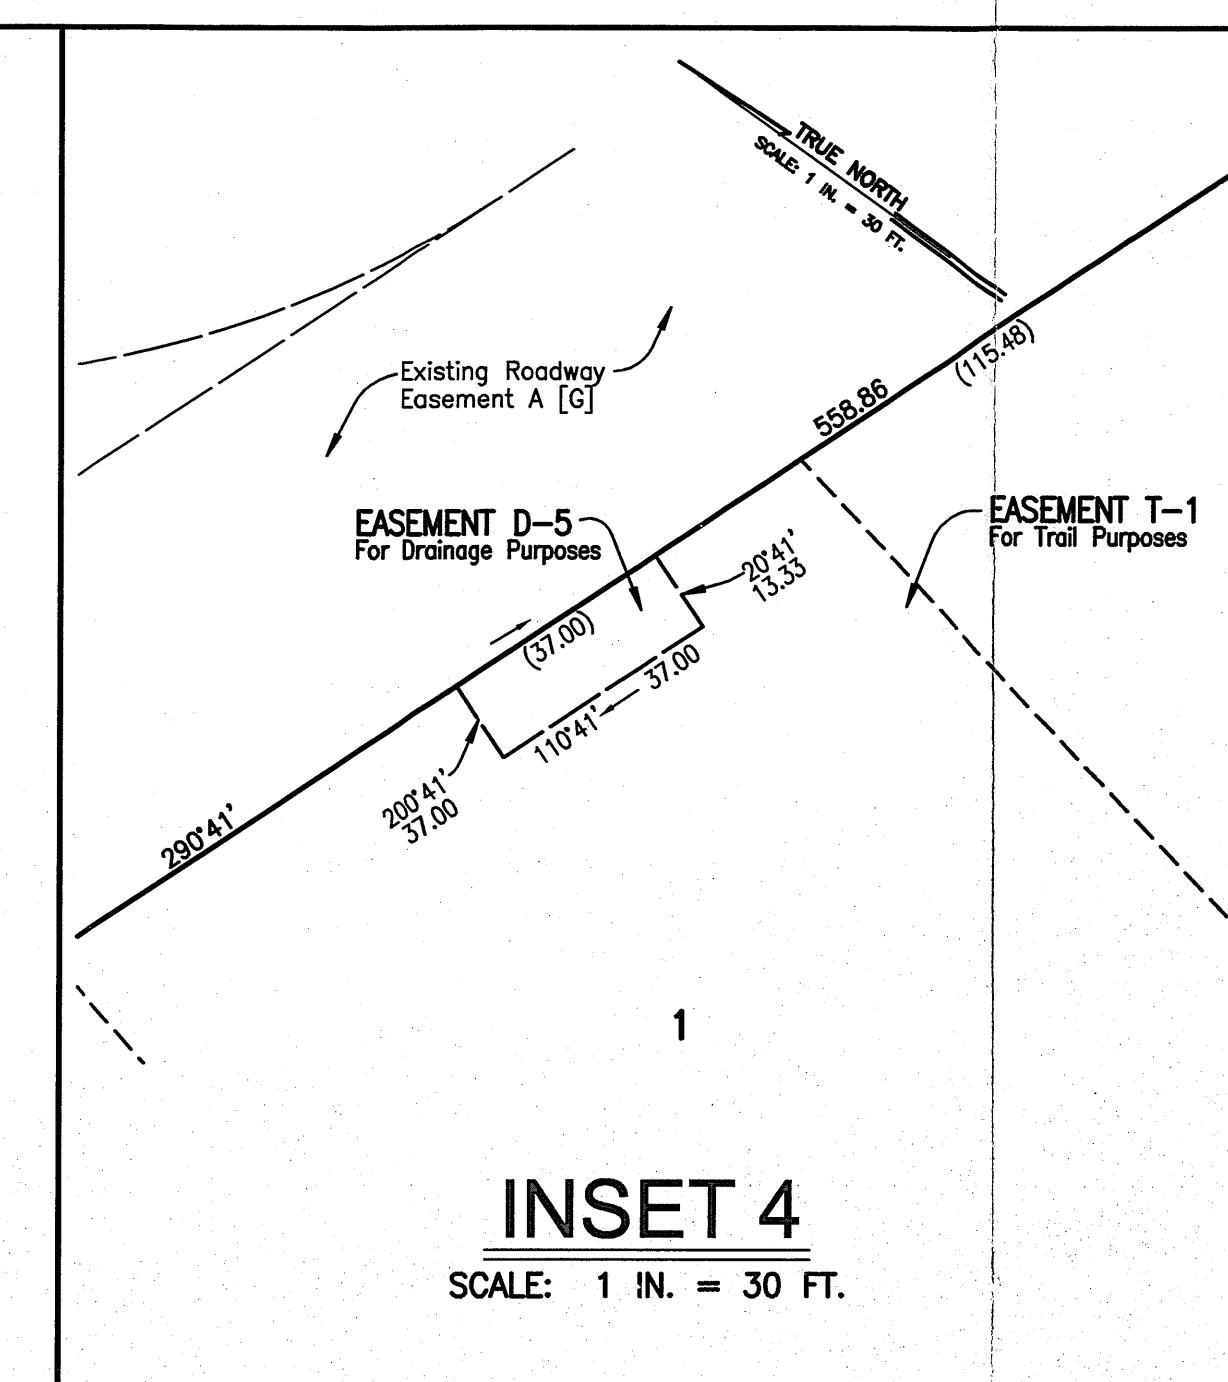 TRUE NORTH
SCALE: 1 IN. = 30 FT.
(115.48)
558.86
Existing Roadway
Easement A [G]
EASEMENT D-5
For Drainage Purposes
EASEMENT T-1
For Trail Purposes
20°41'
13.33
(37.00)
37.00
110°41'
200°41'
37.00
290°41'
1
INSET 4
SCALE: 1 IN. = 30 FT.